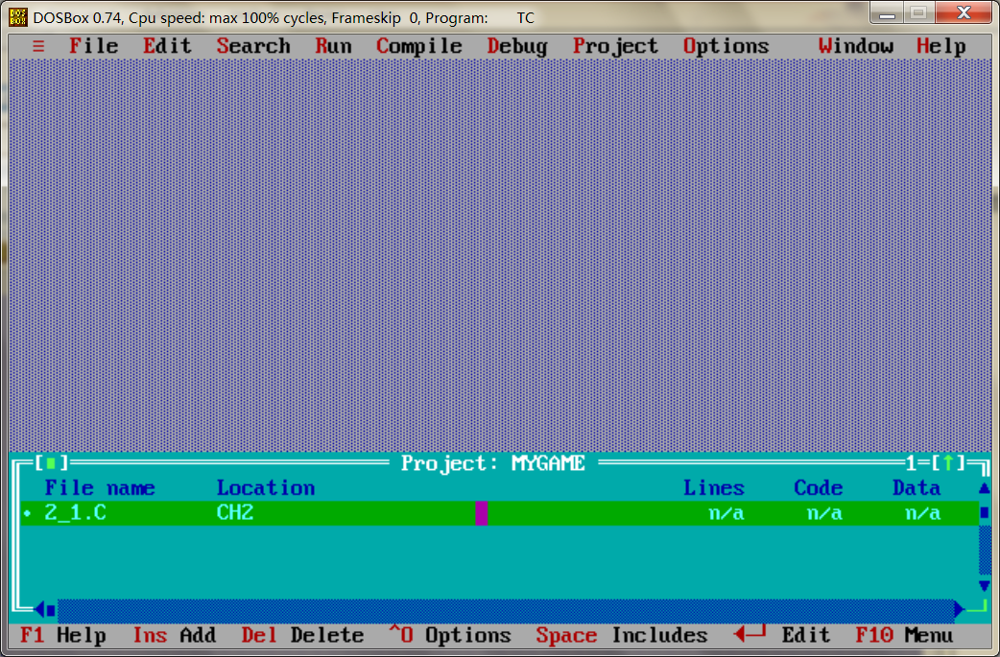 DOSBox 0.74, Cpu speed: max 100% cycles, Frameskip 0, Program: TC
≡ File Edit Search Run Compile Debug Project Options Window Help
[■] Project: MYGAME 1=[↑]
File name Location Lines Code Data
• 2_1.C CH2 n/a n/a n/a
F1 Help Ins Add Del Delete ^O Options Space Includes ◄┘ Edit F10 Menu